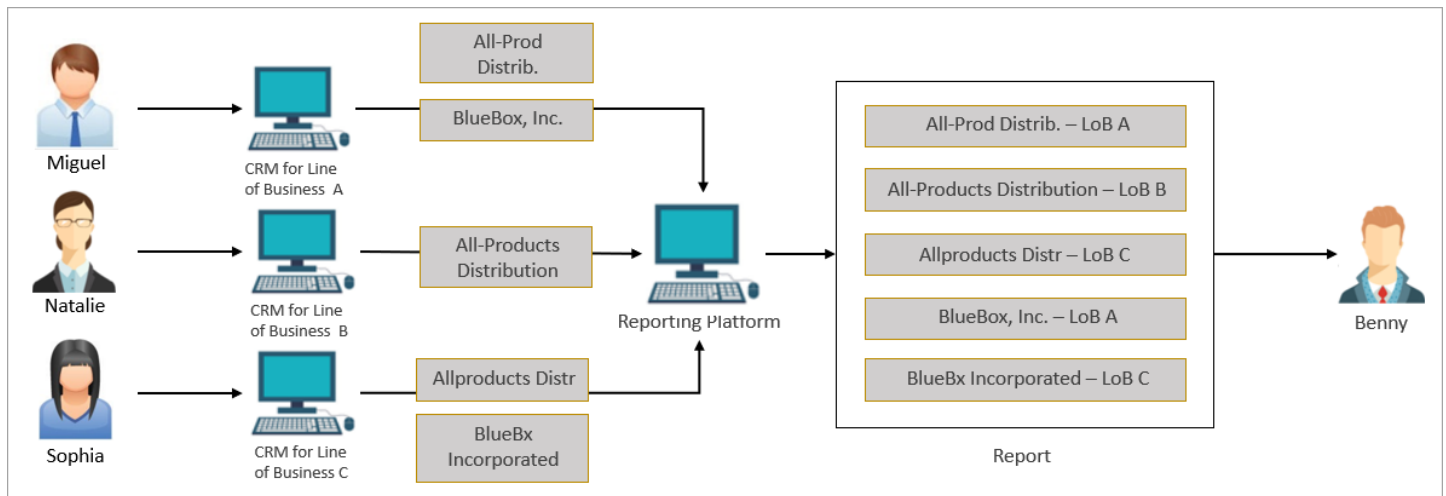 Miguel
CRM for Line
of Business A
All-Prod
Distrib.
BlueBox, Inc.
Natalie
CRM for Line
of Business B
All-Products
Distribution
Sophia
CRM for Line
of Business C
Allproducts Distr
BlueBx
Incorporated
Reporting Platform
All-Prod Distrib. – LoB A
All-Products Distribution – LoB B
Allproducts Distr – LoB C
BlueBox, Inc. – LoB A
BlueBx Incorporated – LoB C
Report
Benny